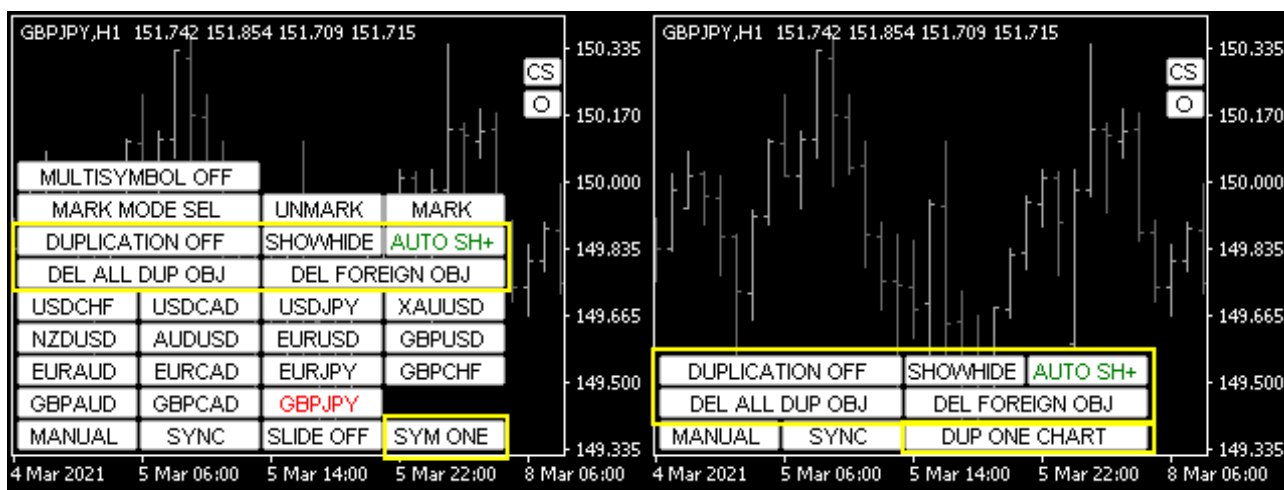 GBPJPY,H1 151.742 151.854 151.709 151.715
150.335
CS
O
150.170
MULTISYMBOL OFF
150.000
MARK MODE SEL UNMARK MARK
DUPLICATION OFF SHOWHIDE AUTO SH+
149.835
DEL ALL DUP OBJ DEL FOREIGN OBJ
USDCHF USDCAD USDJPY XAUUSD
149.665
NZDUSD AUDUSD EURUSD GBPUSD
EURAUD EURCAD EURJPY GBPCHF
149.500
GBPAUD GBPCAD GBPJPY
MANUAL SYNC SLIDE OFF SYM ONE
149.335
4 Mar 2021 5 Mar 06:00 5 Mar 14:00 5 Mar 22:00 8 Mar 06:00
GBPJPY,H1 151.742 151.854 151.709 151.715
150.335
CS
O
150.170
150.000
149.835
149.665
DUPLICATION OFF SHOWHIDE AUTO SH+
149.500
DEL ALL DUP OBJ DEL FOREIGN OBJ
MANUAL SYNC DUP ONE CHART
149.335
4 Mar 2021 5 Mar 06:00 5 Mar 14:00 5 Mar 22:00 8 Mar 06:00